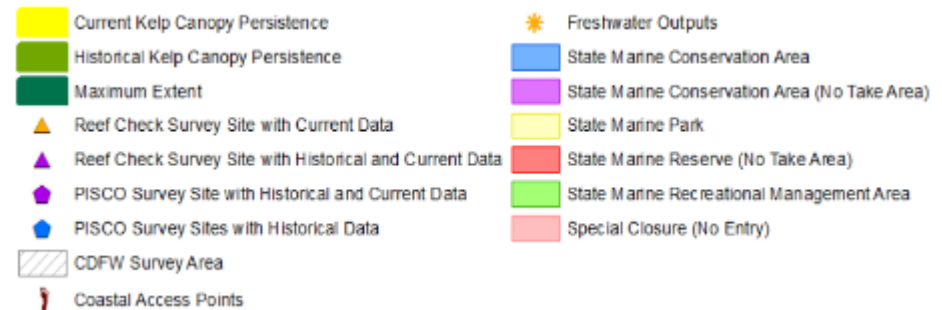 Current Kelp Canopy Persistence
Historical Kelp Canopy Persistence
Maximum Extent
Reef Check Survey Site with Current Data
Reef Check Survey Site with Historical and Current Data
PISCO Survey Site with Historical and Current Data
PISCO Survey Sites with Historical Data
CDFW Survey Area
Coastal Access Points
Freshwater Outputs
State Marine Conservation Area
State Marine Conservation Area (No Take Area)
State Marine Park
State Marine Reserve (No Take Area)
State Marine Recreational Management Area
Special Closure (No Entry)